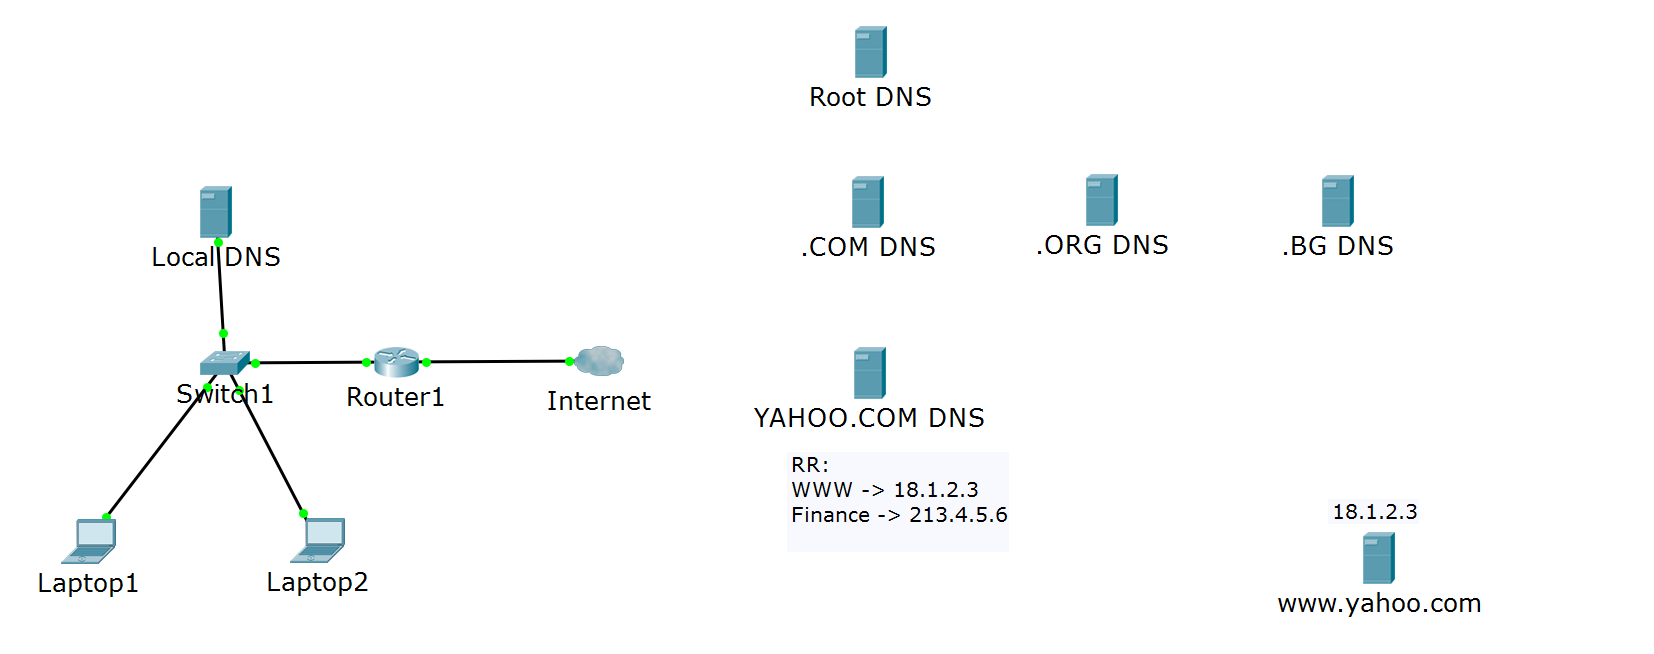 Root DNS
.COM DNS
.ORG DNS
.BG DNS
Local DNS
Switch1
Router1
Internet
YAHOO.COM DNS
RR:
WWW -> 18.1.2.3
Finance -> 213.4.5.6
18.1.2.3
www.yahoo.com
Laptop1
Laptop2